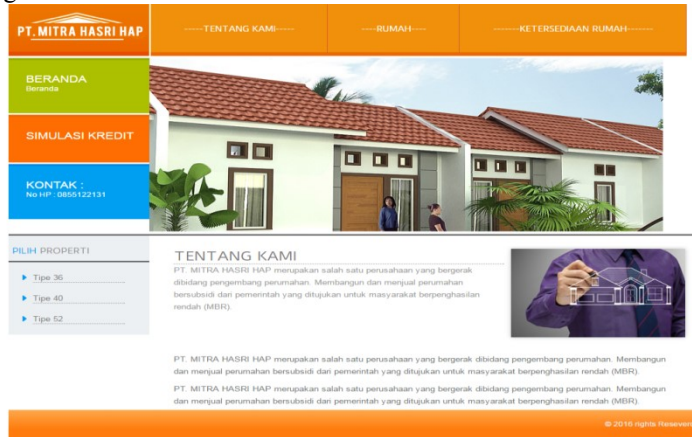 g
PT. MITRA HASRI HAP
------TENTANG KAMI------
----RUMAH----
--------KETERSEDIAAN RUMAH--------
BERANDA
Beranda
SIMULASI KREDIT
KONTAK :
No HP : 0855122131
PILIH PROPERTI
Tipe 36
Tipe 40
Tipe 52
TENTANG KAMI
PT. MITRA HASRI HAP merupakan salah satu perusahaan yang bergerak
dibidang pengembang perumahan. Membangun dan menjual perumahan
bersubsidi dari pemerintah yang ditujukan untuk masyarakat berpenghasilan
rendah (MBR).
PT. MITRA HASRI HAP merupakan salah satu perusahaan yang bergerak dibidang pengembang perumahan. Membangun
dan menjual perumahan bersubsidi dari pemerintah yang ditujukan untuk masyarakat berpenghasilan rendah (MBR).
PT. MITRA HASRI HAP merupakan salah satu perusahaan yang bergerak dibidang pengembang perumahan. Membangun
dan menjual perumahan bersubsidi dari pemerintah yang ditujukan untuk masyarakat berpenghasilan rendah (MBR).
© 2016 rights Reseven